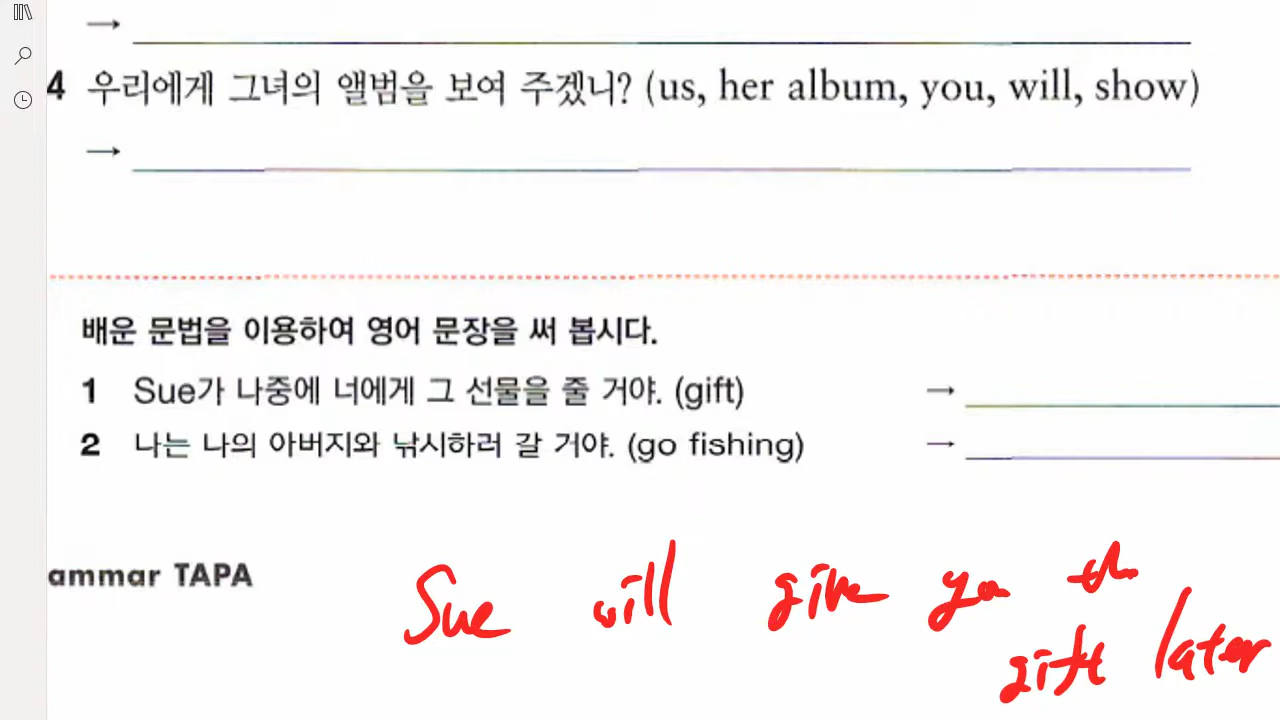 →
4 우리에게 그녀의 앨범을 보여 주겠니? (us, her album, you, will, show)
→
배운 문법을 이용하여 영어 문장을 써 봅시다.
1 Sue가 나중에 너에게 그 선물을 줄 거야. (gift) →
2 나는 나의 아버지와 낚시하러 갈 거야. (go fishing) →
ammar TAPA
Sue will give you the
gift later